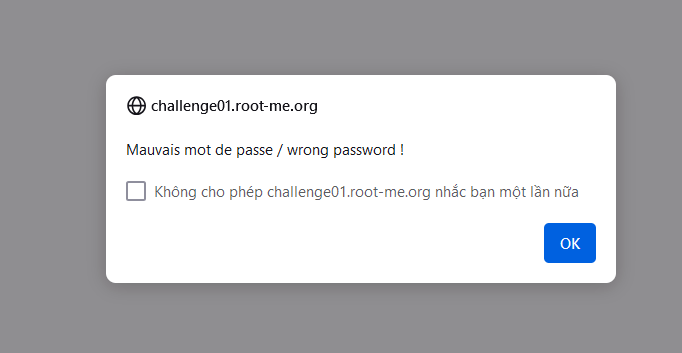 challenge01.root-me.org
Mauvais mot de passe / wrong password !
Không cho phép challenge01.root-me.org nhắc bạn một lần nữa
OK